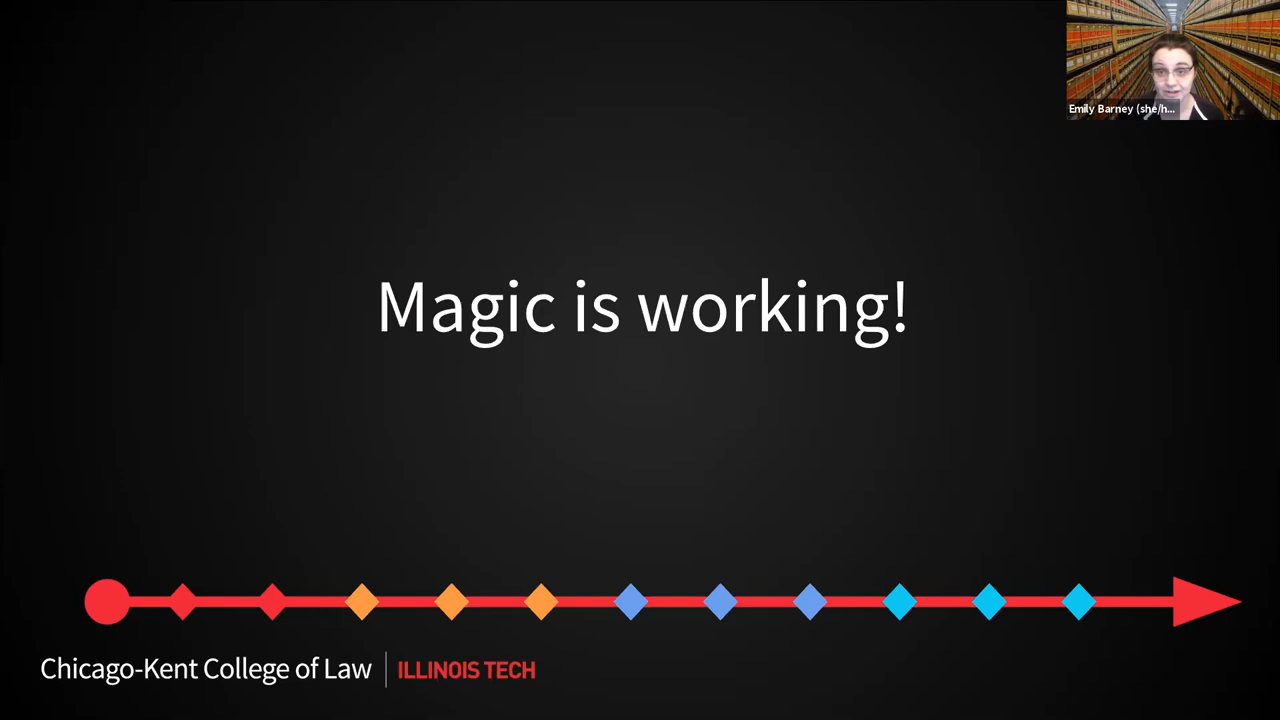 Emily Barney (she/h...
Magic is working!
Chicago-Kent College of Law
ILLINOIS TECH